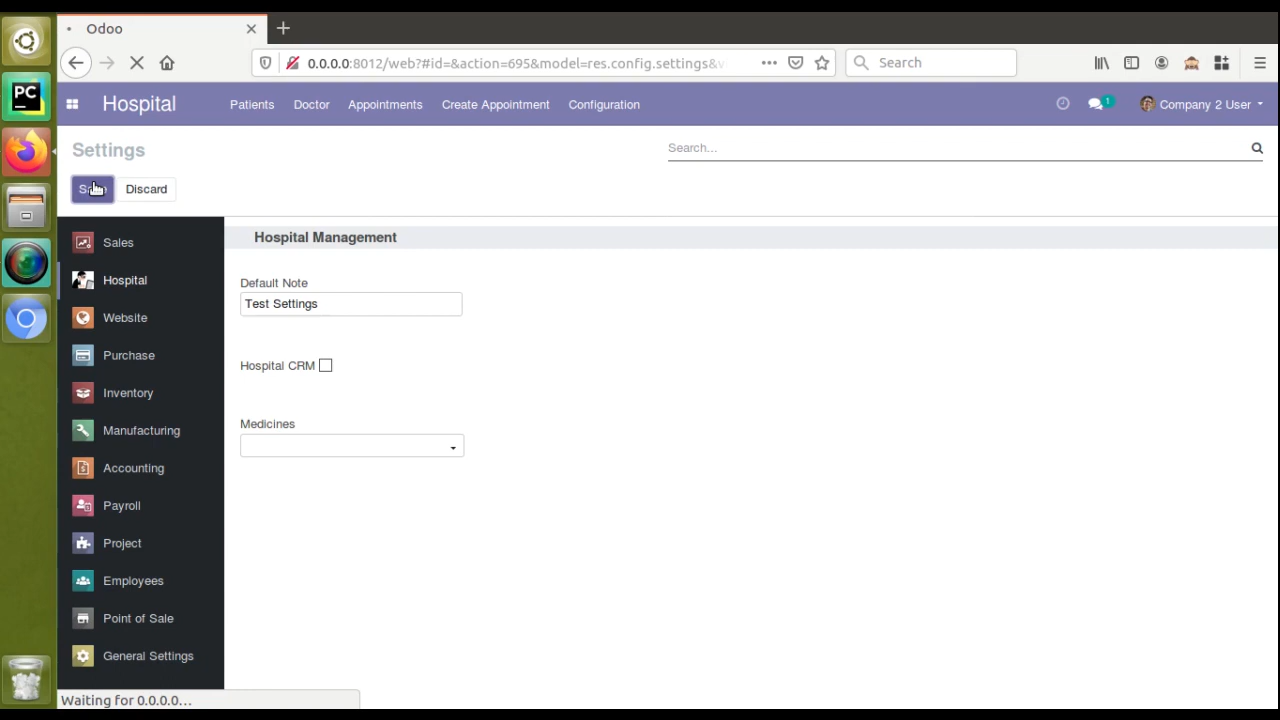 Odoo
0.0.0.0:8012/web?#id=&action=695&model=res.config.settings&
Search
PC
Hospital
Patients
Doctor
Appointments
Create Appointment
Configuration
1
Company 2 User
Settings
Search...
Discard
Sales
Hospital
Website
Purchase
Inventory
Manufacturing
Accounting
Payroll
Project
Employees
Point of Sale
General Settings
Hospital Management
Default Note
Test Settings
Hospital CRM
Medicines
Waiting for 0.0.0.0...